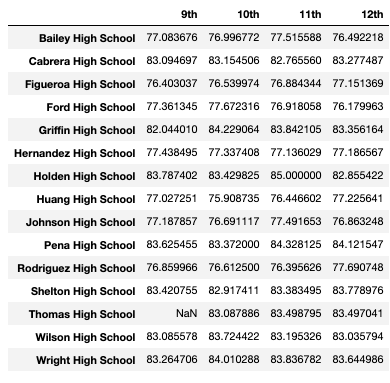 9th 10th 11th 12th
Bailey High School 77.083676 76.996772 77.515588 76.492218
Cabrera High School 83.094697 83.154506 82.765560 83.277487
Figueroa High School 76.403037 76.539974 76.884344 77.151369
Ford High School 77.361345 77.672316 76.918058 76.179963
Griffin High School 82.044010 84.229064 83.842105 83.356164
Hernandez High School 77.438495 77.337408 77.136029 77.186567
Holden High School 83.787402 83.429825 85.000000 82.855422
Huang High School 77.027251 75.908735 76.446602 77.225641
Johnson High School 77.187857 76.691117 77.491653 76.863248
Pena High School 83.625455 83.372000 84.328125 84.121547
Rodriguez High School 76.859966 76.612500 76.395626 77.690748
Shelton High School 83.420755 82.917411 83.383495 83.778976
Thomas High School NaN 83.087886 83.498795 83.497041
Wilson High School 83.085578 83.724422 83.195326 83.035794
Wright High School 83.264706 84.010288 83.836782 83.644986